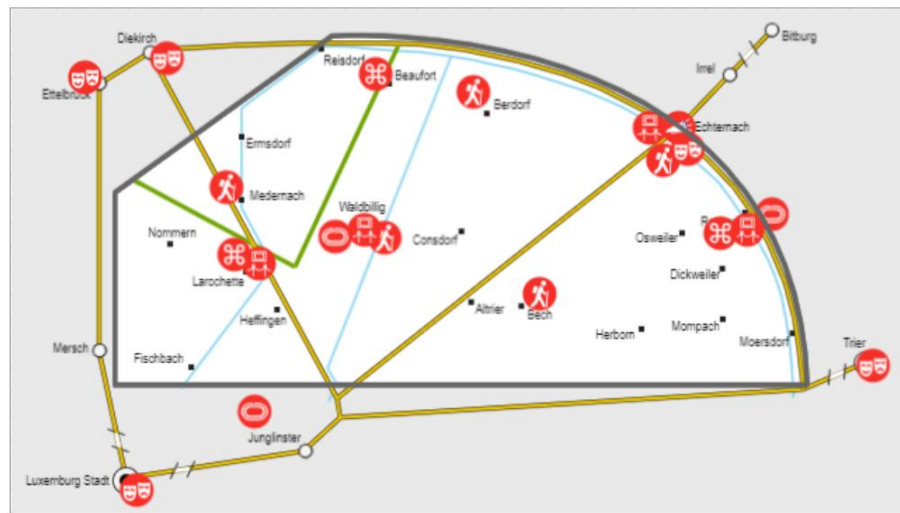 Diekirch
Bitburg
Reisdorf
Irrel
Beaufort
Ettelbruck
Berdorf
Echternach
Ermsdorf
Medernach
Waldbillig
Nommern
Consdorf
Osweiler
Larochette
Dickweiler
Altrier
Bech
Heffingen
Herborn
Mompach
Moersdorf
Mersch
Fischbach
Trier
Junglinster
Luxemburg Stadt